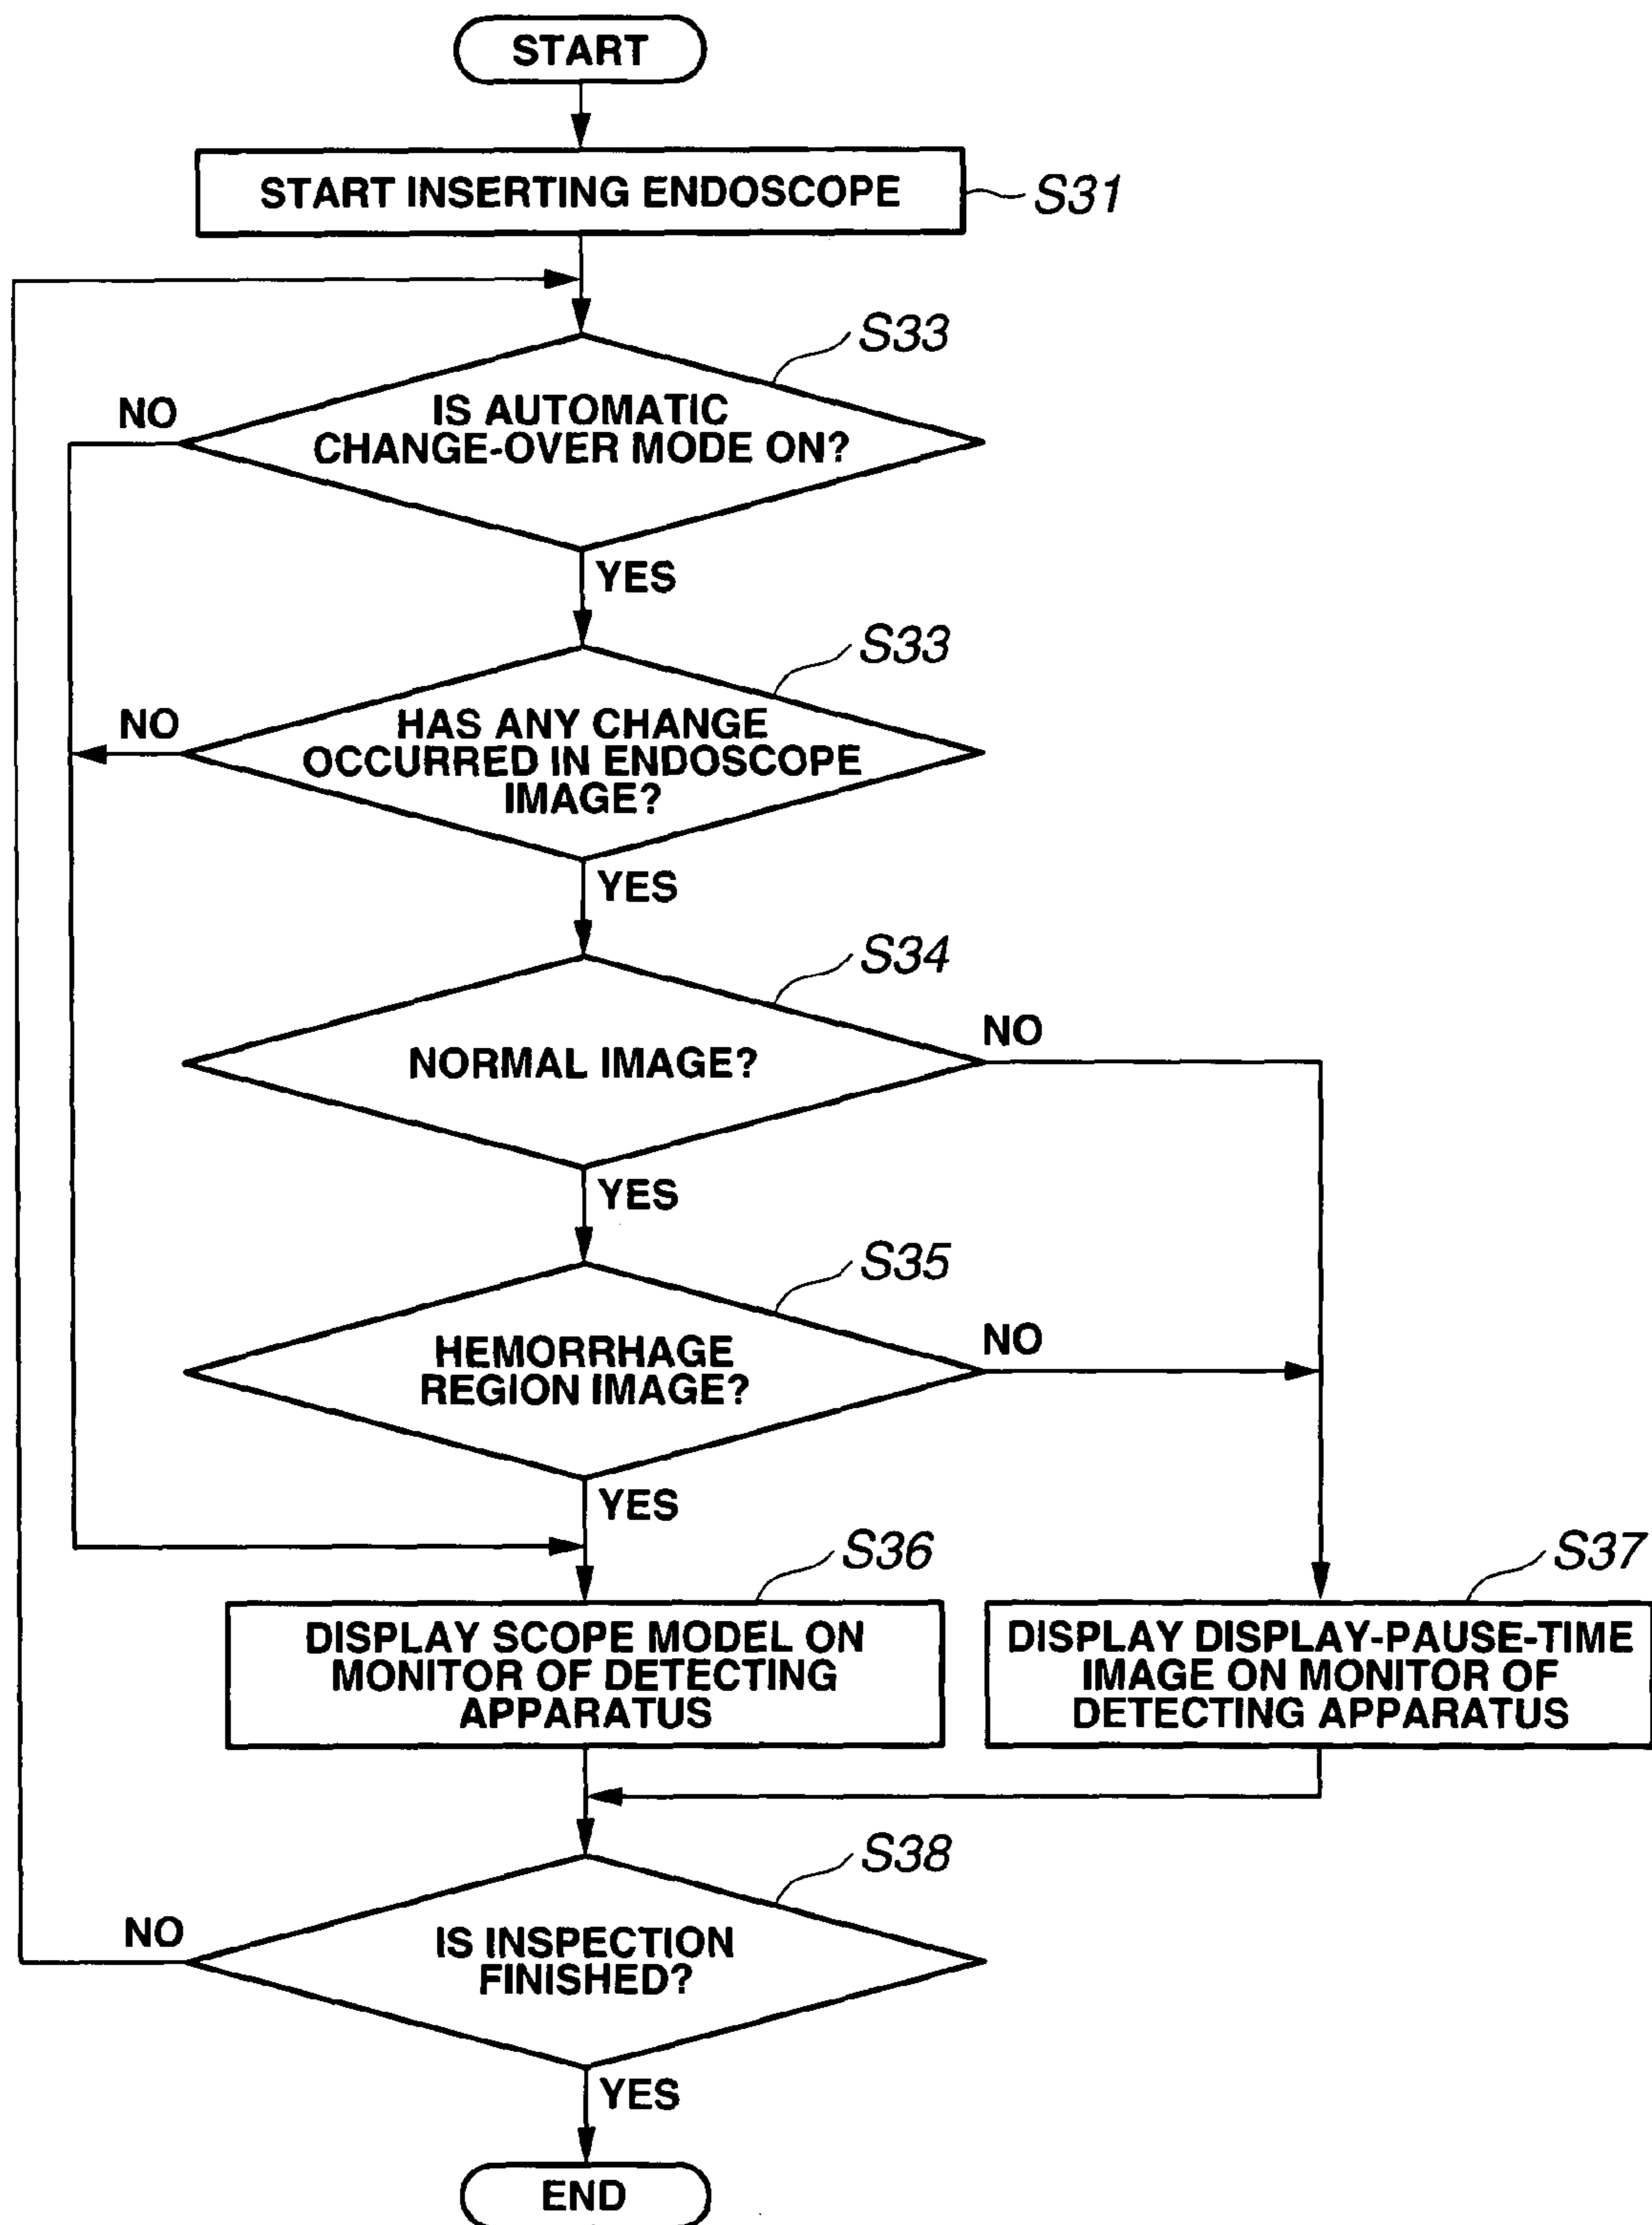 START
START INSERTING ENDOSCOPE
S31
S33
NO
IS AUTOMATIC
CHANGE-OVER MODE ON?
YES
S33
NO
HAS ANY CHANGE
OCCURRED IN ENDOSCOPE
IMAGE?
YES
S34
NO
NORMAL IMAGE?
YES
S35
NO
HEMORRHAGE
REGION IMAGE?
YES
S36
DISPLAY SCOPE MODEL ON
MONITOR OF DETECTING
APPARATUS
S37
DISPLAY DISPLAY-PAUSE-TIME
IMAGE ON MONITOR OF
DETECTING APPARATUS
S38
NO
IS INSPECTION
FINISHED?
YES
END